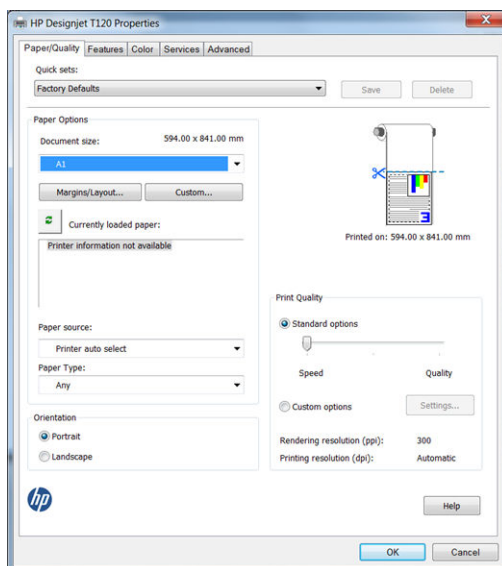 HP Designjet T120 Properties
Paper/Quality Features Color Services Advanced
Quick sets:
Factory Defaults
Save Delete
Paper Options
Document size: 594.00 x 841.00 mm
A1
Margins/Layout... Custom...
Currently loaded paper:
Printer information not available
Paper source:
Printer auto select
Paper Type:
Any
Orientation
Portrait
Landscape
3
Printed on: 594.00 x 841.00 mm
Print Quality
Standard options
Speed Quality
Custom options Settings...
Rendering resolution (ppi): 300
Printing resolution (dpi): Automatic
hp
Help
OK Cancel